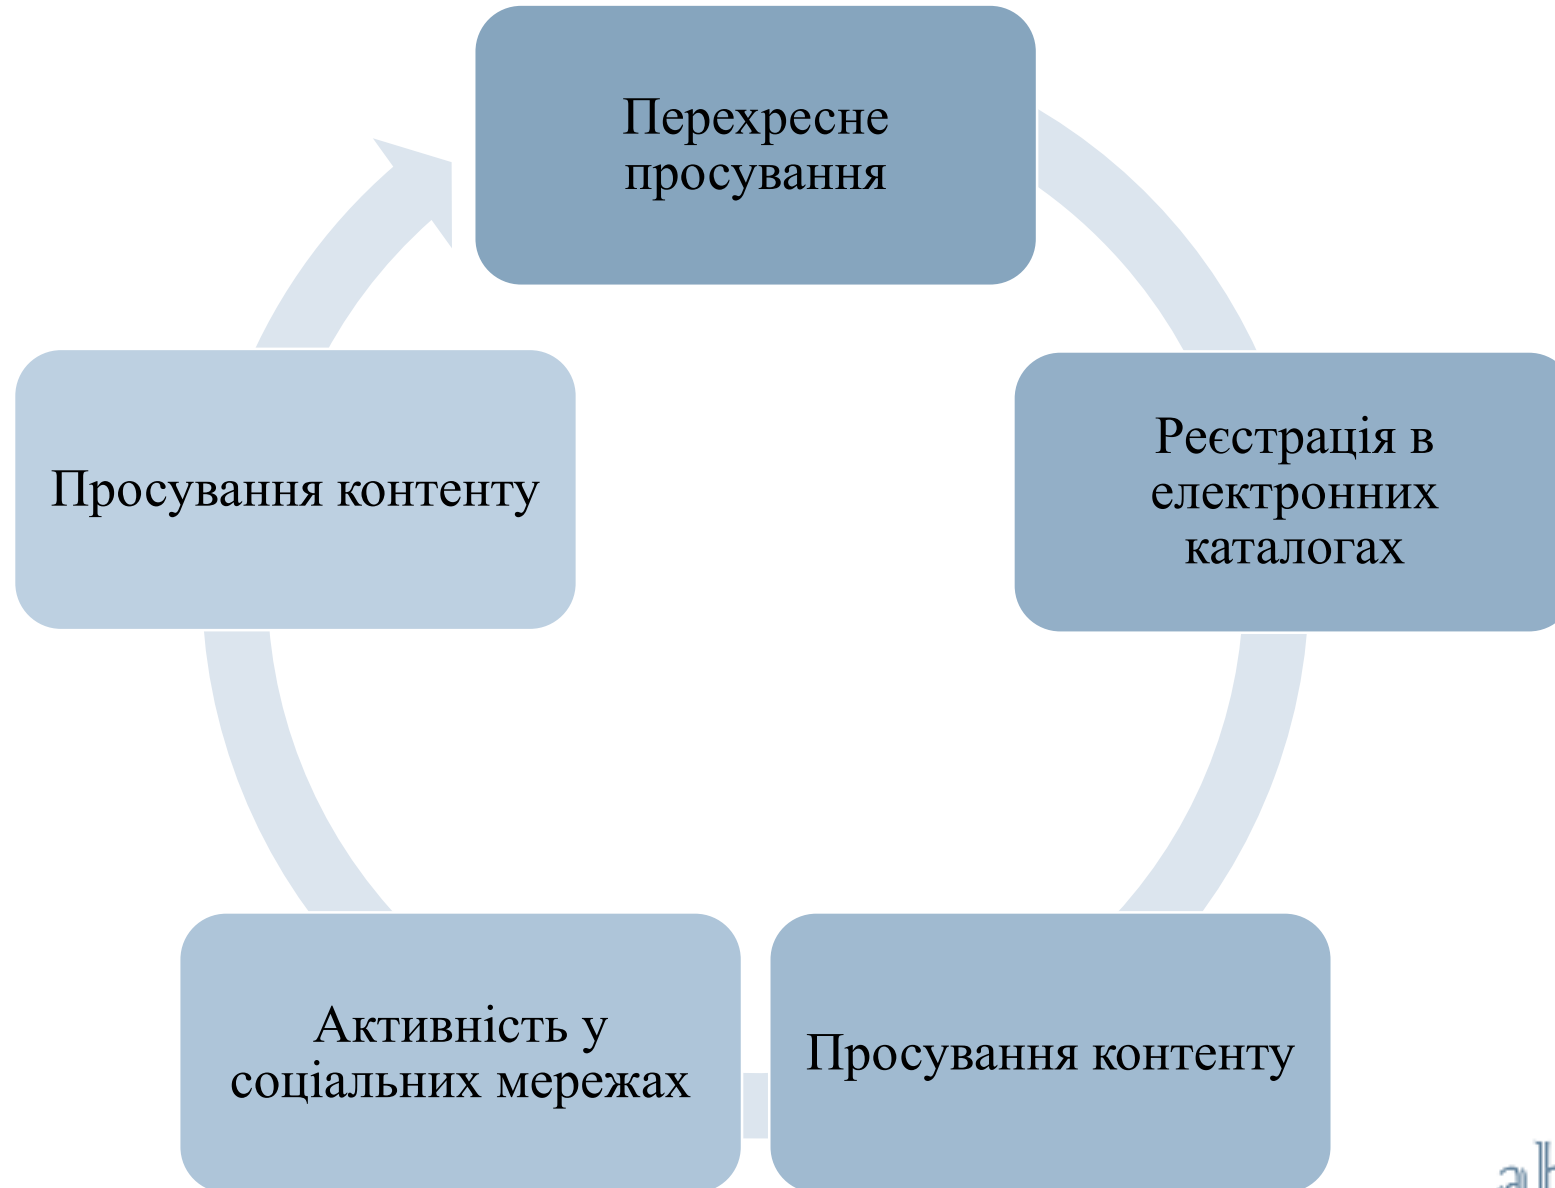 Перехресне
просування
Реєстрація в
електронних
каталогах
Просування контенту
Просування контенту
Активність у
соціальних мережах